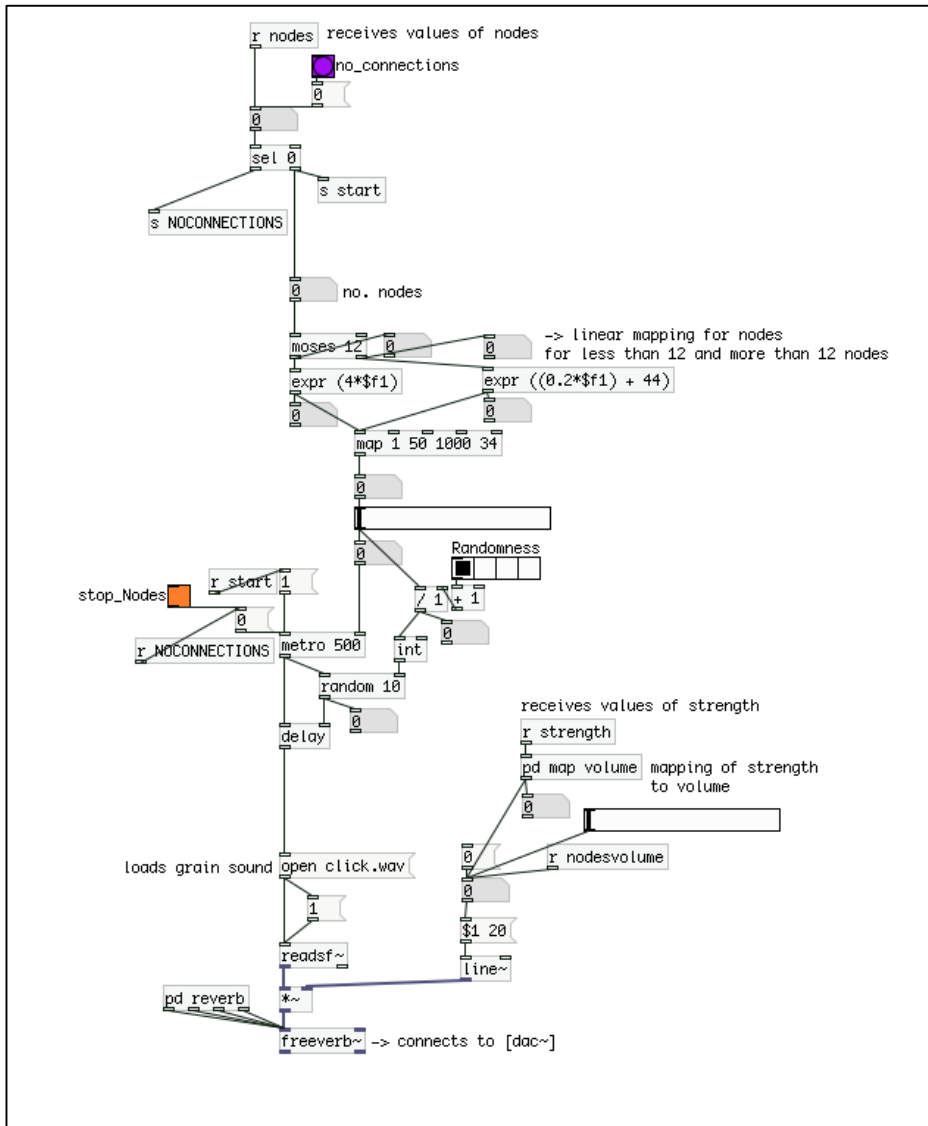 r nodes
receives values of nodes
no_connections
0
0
sel 0
s start
s NOCONNECTIONS
0
no. nodes
moses 12
0
0
-> linear mapping for nodes
for less than 12 and more than 12 nodes
expr (4*$f1)
expr ((0.2*$f1) + 44)
0
0
map 1 50 1000 34
0
0
Randomness
r start
1
stop_Nodes
/ 1
+ 1
0
0
r NOCONNECTIONS
metro 500
int
random 10
0
delay
receives values of strength
r strength
pd map volume
mapping of strength
to volume
0
loads grain sound
open click.wav
0
r nodesvolume
0
1
$1 20
readsf~
line~
pd reverb
*~
freeverb~
-> connects to [dac~]